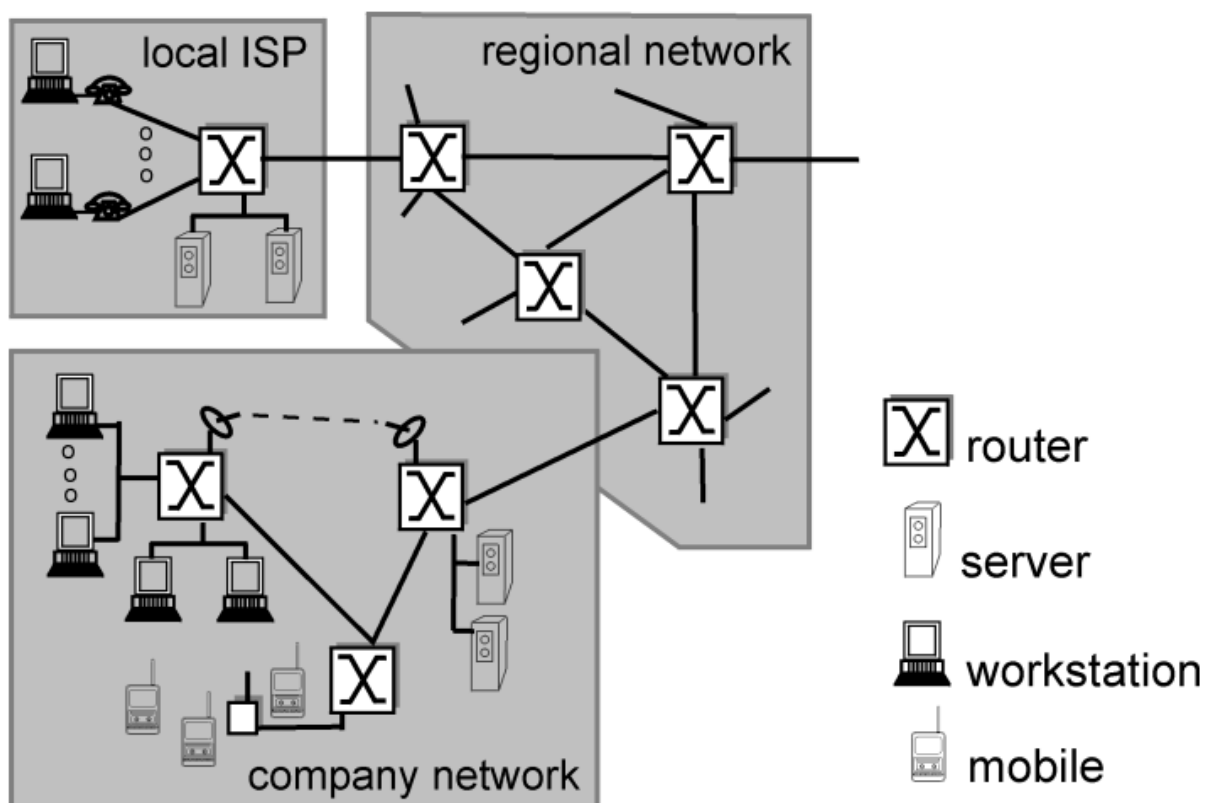 local ISP
regional network
router
server
workstation
mobile
company network